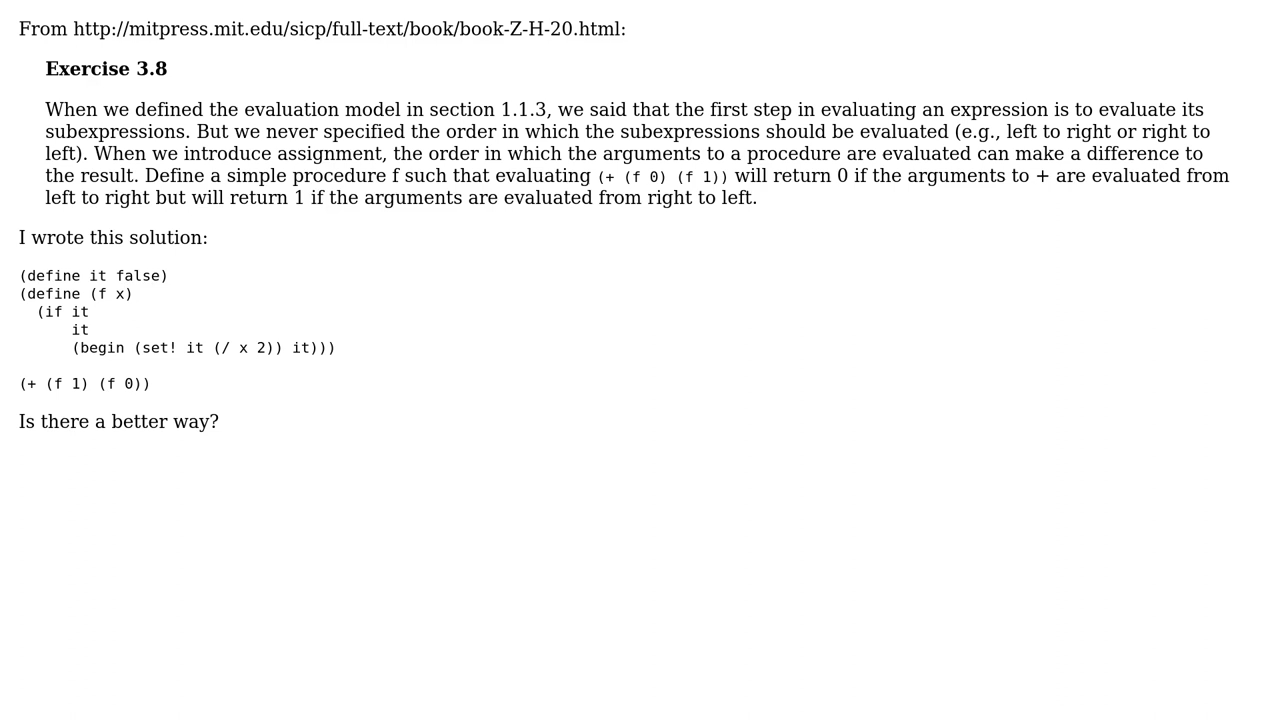 From http://mitpress.mit.edu/sicp/full-text/book/book-Z-H-20.html:
Exercise 3.8
When we defined the evaluation model in section 1.1.3, we said that the first step in evaluating an expression is to evaluate its
subexpressions. But we never specified the order in which the subexpressions should be evaluated (e.g., left to right or right to
left). When we introduce assignment, the order in which the arguments to a procedure are evaluated can make a difference to
the result. Define a simple procedure f such that evaluating (+ (f 0) (f 1)) will return 0 if the arguments to + are evaluated from
left to right but will return 1 if the arguments are evaluated from right to left.
I wrote this solution:
(define it false)
(define (f x)
  (if it
      it
      (begin (set! it (/ x 2)) it)))
(+ (f 1) (f 0))
Is there a better way?